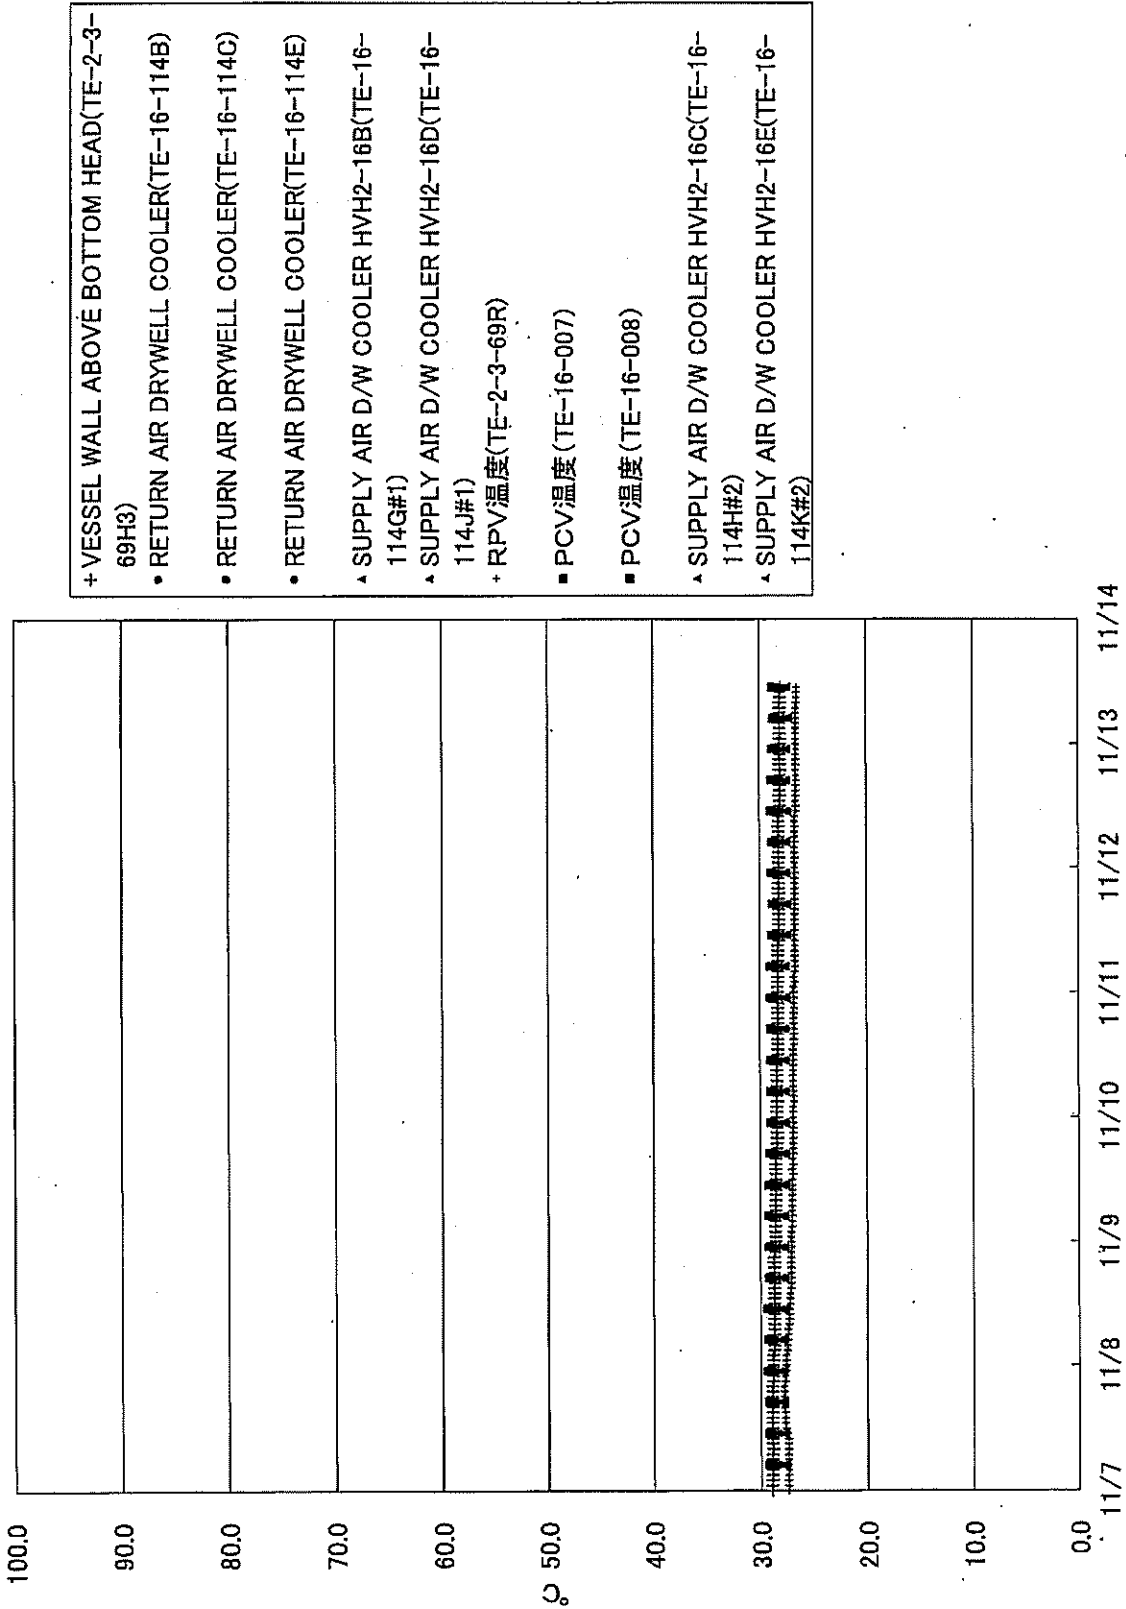 100.0
90.0
80.0
70.0
60.0
50.0
40.0
30.0
20.0
10.0
0.0
℃
11/7
11/8
11/9
11/10
11/11
11/12
11/13
11/14
+ VESSEL WALL ABOVE BOTTOM HEAD(TE-2-3-
69H3)
• RETURN AIR DRYWELL COOLER(TE-16-114B)
• RETURN AIR DRYWELL COOLER(TE-16-114C)
• RETURN AIR DRYWELL COOLER(TE-16-114E)
▲ SUPPLY AIR D/W COOLER HVH2-16B(TE-16-
114G#1)
▲ SUPPLY AIR D/W COOLER HVH2-16D(TE-16-
114J#1)
+ RPV温度(TE-2-3-69R)
■ PCV温度(TE-16-007)
■ PCV温度(TE-16-008)
▲ SUPPLY AIR D/W COOLER HVH2-16C(TE-16-
114H#2)
▲ SUPPLY AIR D/W COOLER HVH2-16E(TE-16-
114K#2)